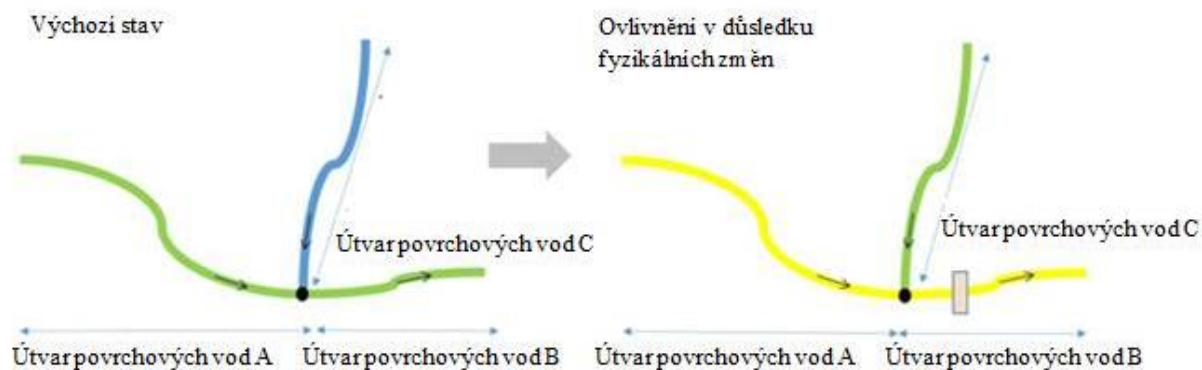 Výchozí stav
Ovlivnění v důsledku
fyzikálních změn
Útvar povrchových vod C
Útvar povrchových vod A
Útvar povrchových vod B
Útvar povrchových vod C
Útvar povrchových vod A
Útvar povrchových vod B